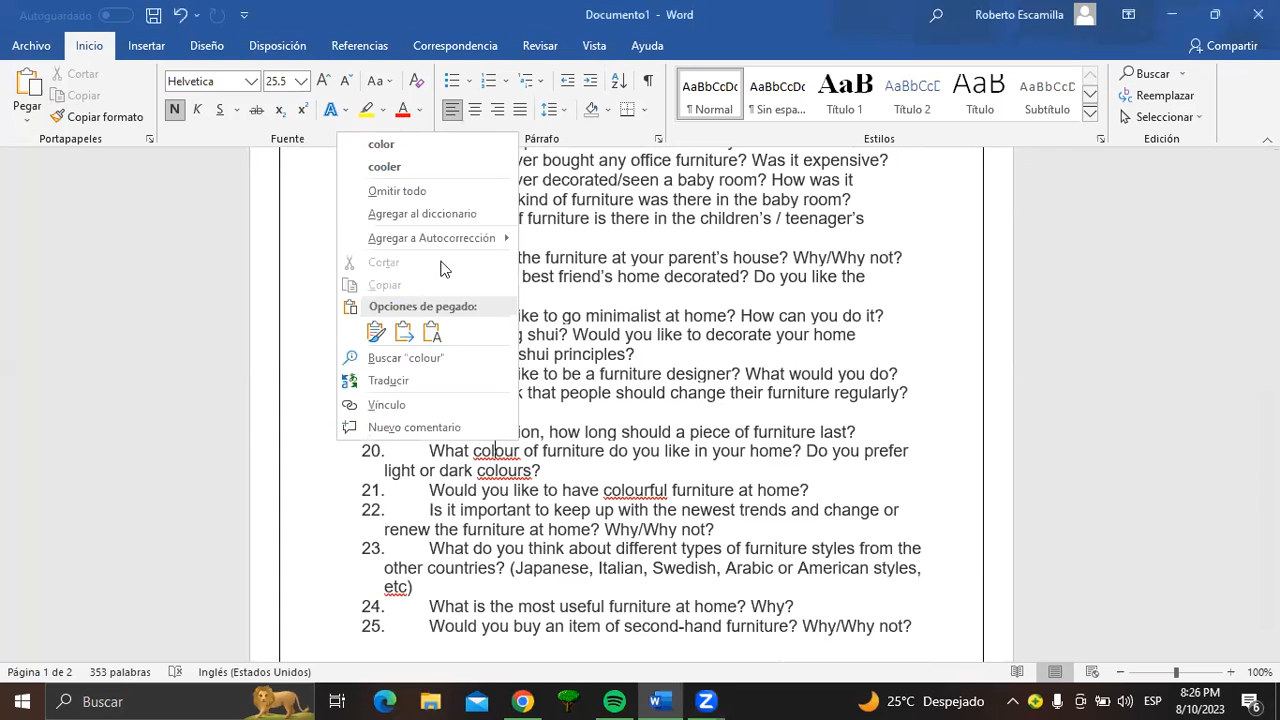 Autoguardado
Documento1 - Word
Roberto Escamilla
Archivo Inicio Insertar Diseño Disposición Referencias Correspondencia Revisar Vista Ayuda Compartir
Pegar
Cortar
Copiar
Copiar formato
Portapapeles
Helvetica 25.5
N K S ab x₂ x²
Fuente
Párrafo
AaBbCcDc AaBbCcDc AaB AaBbCcD AaBbC AaBbCcD
¶ Normal ¶ Sin espa... Título 1 Título 2 Título Subtítulo
Estilos
Buscar
Reemplazar
Seleccionar
Edición
color
cooler
Omitir todo
Agregar al diccionario
Agregar a Autocorrección
Cortar
Copiar
Opciones de pegado:
Buscar "colour"
Traducir
Vínculo
Nuevo comentario
ver bought any office furniture? Was it expensive?
ver decorated/seen a baby room? How was it
kind of furniture was there in the baby room?
f furniture is there in the children's / teenager's
the furniture at your parent's house? Why/Why not?
best friend's home decorated? Do you like the
ike to go minimalist at home? How can you do it?
g shui? Would you like to decorate your home
shui principles?
ike to be a furniture designer? What would you do?
k that people should change their furniture regularly?
ion, how long should a piece of furniture last?
20. What colour of furniture do you like in your home? Do you prefer
light or dark colours?
21. Would you like to have colourful furniture at home?
22. Is it important to keep up with the newest trends and change or
renew the furniture at home? Why/Why not?
23. What do you think about different types of furniture styles from the
other countries? (Japanese, Italian, Swedish, Arabic or American styles,
etc)
24. What is the most useful furniture at home? Why?
25. Would you buy an item of second-hand furniture? Why/Why not?
Página 1 de 2 353 palabras Inglés (Estados Unidos) 100%
Buscar
25°C Despejado
ESP
8:26 PM
8/10/2023
6